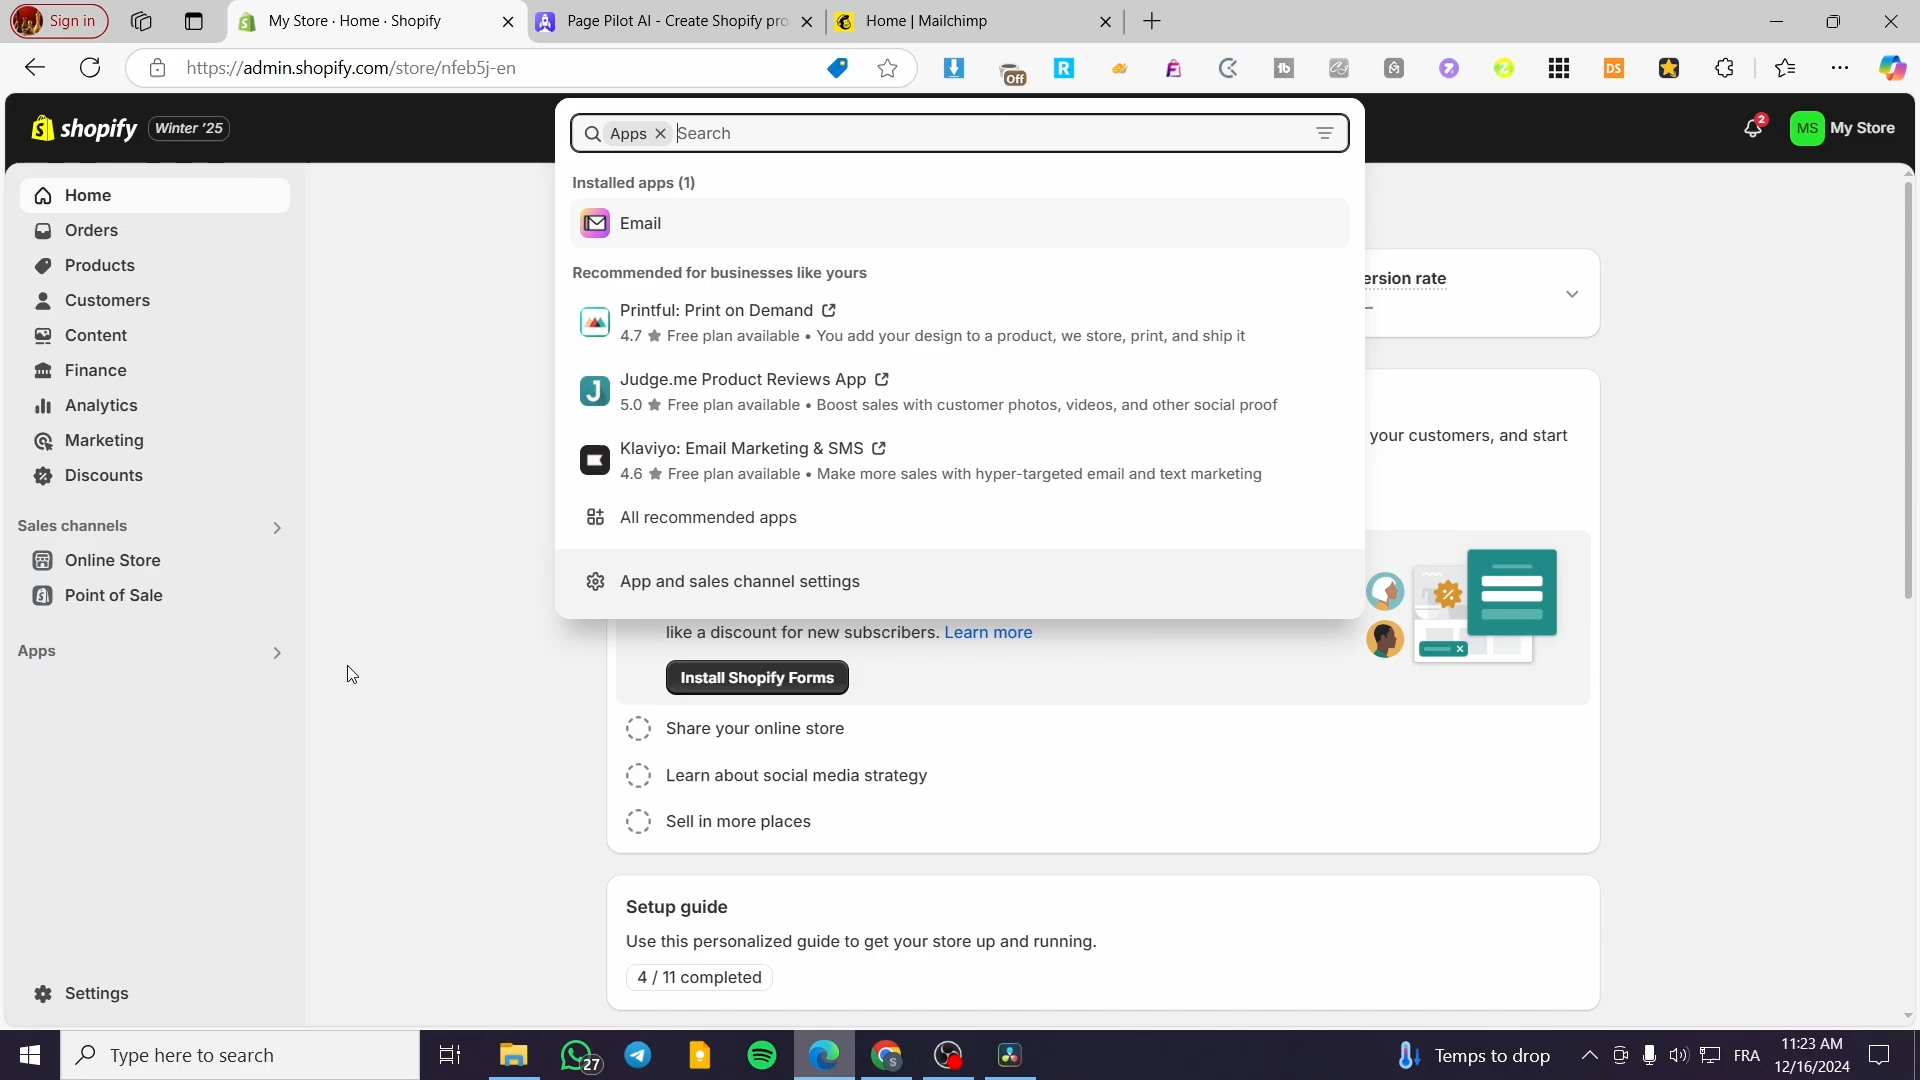 Sign in
My Store · Home · Shopify
Page Pilot AI - Create Shopify pro
Home | Mailchimp
https://admin.shopify.com/store/nfeb5j-en
Off
shopify
Winter '25
Apps
Search
2
MS
My Store
Home
Orders
Products
Customers
Content
Finance
Analytics
Marketing
Discounts
Sales channels
Online Store
Point of Sale
Apps
Settings
Installed apps (1)
Email
Recommended for businesses like yours
Printful: Print on Demand
4.7 ★ Free plan available • You add your design to a product, we store, print, and ship it
Judge.me Product Reviews App
5.0 ★ Free plan available • Boost sales with customer photos, videos, and other social proof
Klaviyo: Email Marketing & SMS
4.6 ★ Free plan available • Make more sales with hyper-targeted email and text marketing
All recommended apps
App and sales channel settings
ersion rate
your customers, and start
like a discount for new subscribers. Learn more
Install Shopify Forms
Share your online store
Learn about social media strategy
Sell in more places
Setup guide
Use this personalized guide to get your store up and running.
4 / 11 completed
Type here to search
27
Temps to drop
FRA
11:23 AM
12/16/2024